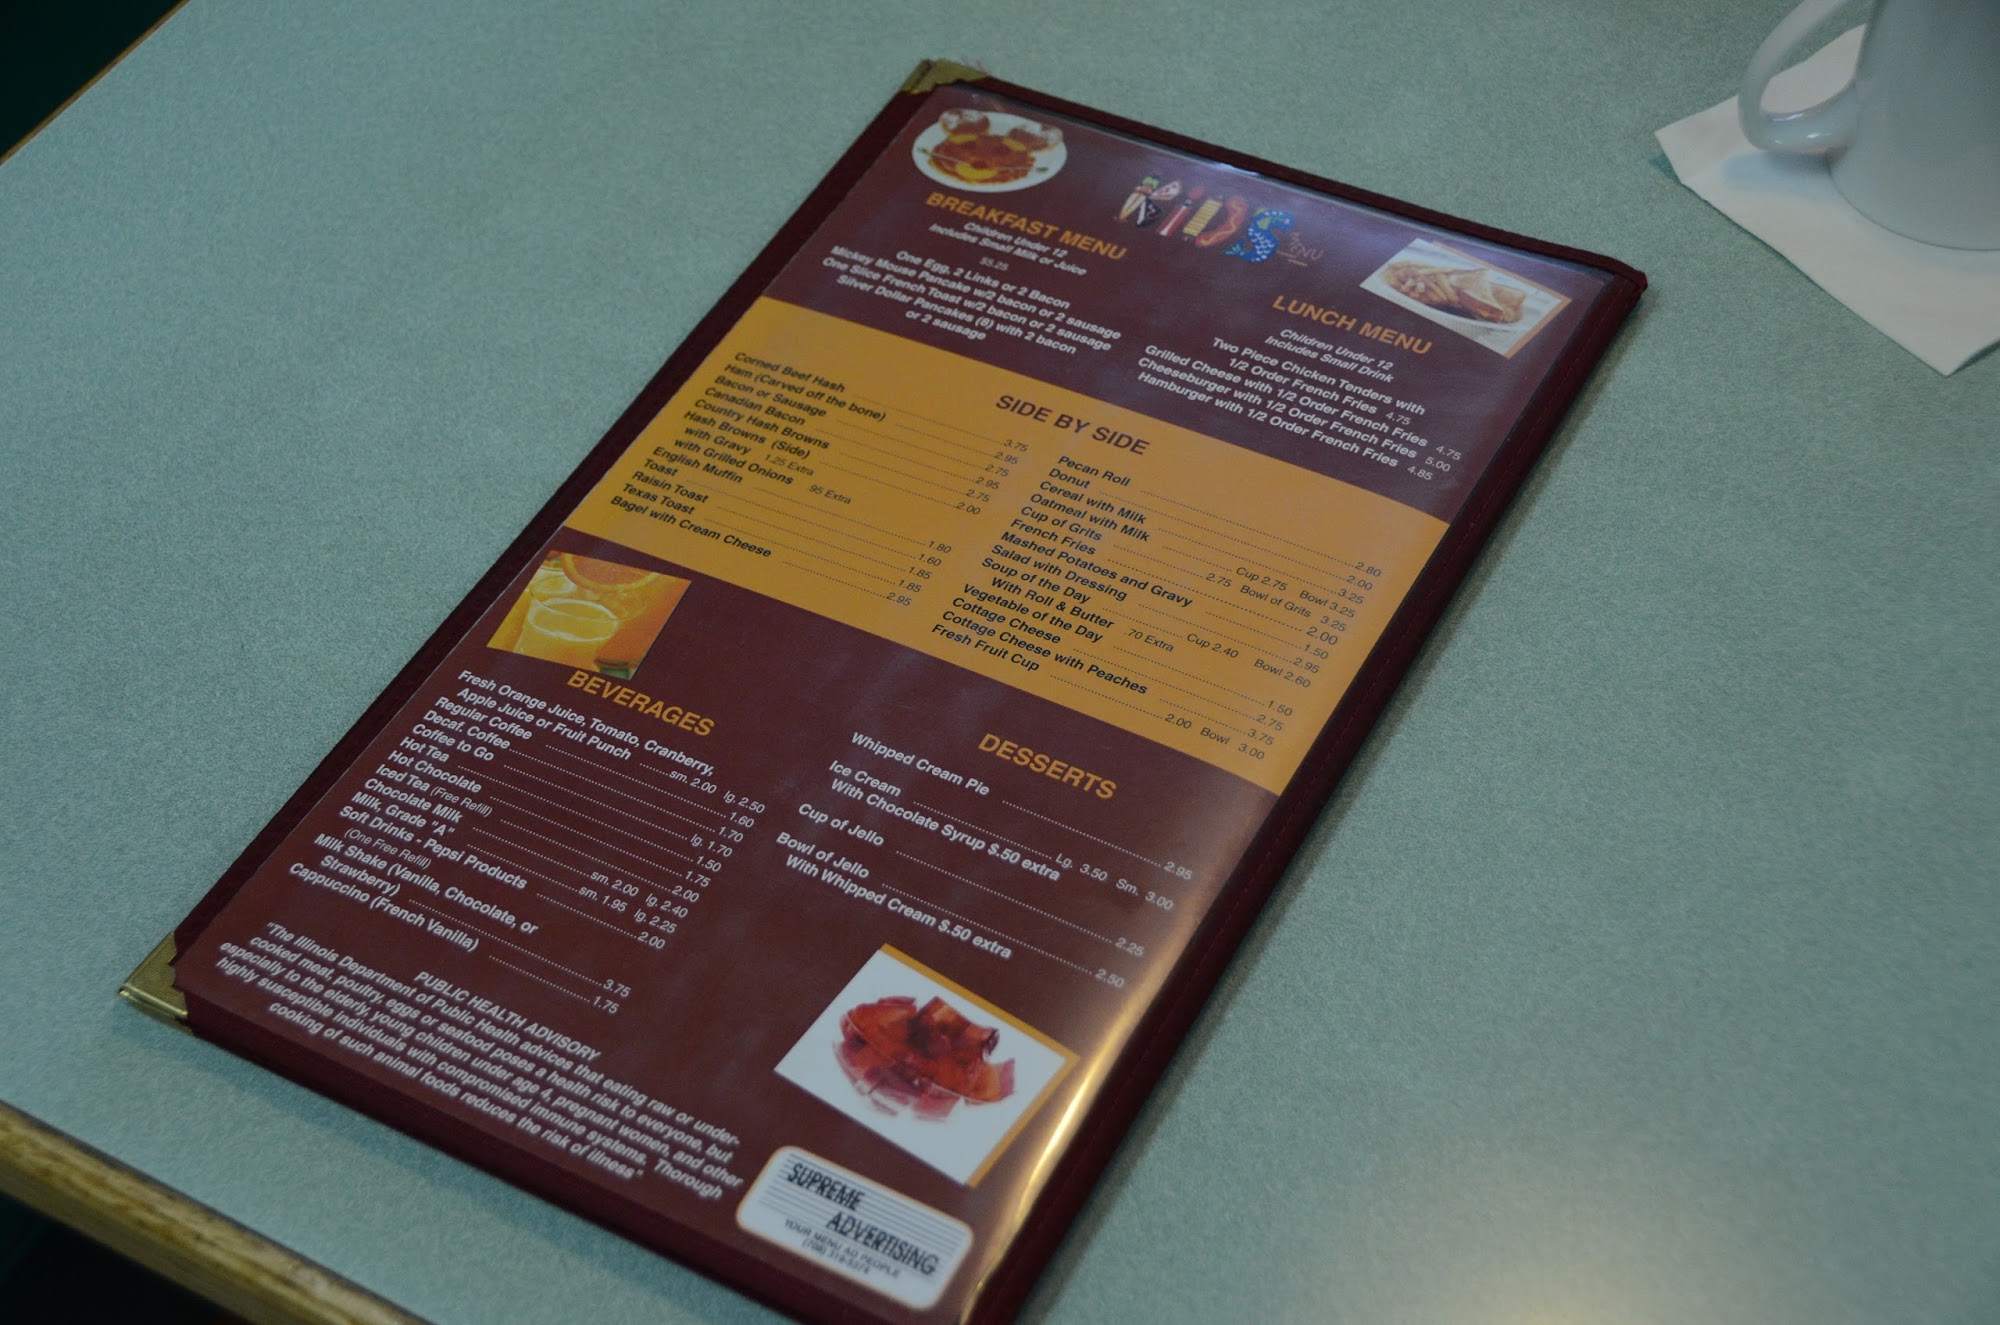 BREAKFAST MENU
Children Under 12
Includes Small Milk or Juice
$5.25
One Egg, 2 Links or 2 Bacon
Mickey Mouse Pancake w/2 bacon or 2 sausage
One Slice French Toast w/2 bacon or 2 sausage
Silver Dollar Pancakes (6) with 2 bacon
or 2 sausage
KIDS
LUNCH MENU
Children Under 12
Includes Small Drink
Two Piece Chicken Tenders with
1/2 Order French Fries 4.75
Grilled Cheese with 1/2 Order French Fries 4.75
Cheeseburger with 1/2 Order French Fries 5.00
Hamburger with 1/2 Order French Fries 4.85
SIDE BY SIDE
Corned Beef Hash 3.75
Ham (Carved off the bone) 2.95
Bacon or Sausage 2.75
Canadian Bacon 2.95
Country Hash Browns 2.75
Hash Browns (Side) 2.00
with Gravy 1.25 Extra
with Grilled Onions .95 Extra
English Muffin 1.80
Toast 1.60
Raisin Toast 1.85
Texas Toast 1.85
Bagel with Cream Cheese 2.95
Pecan Roll 2.80
Donut 2.00
Cereal with Milk 3.25
Oatmeal with Milk Cup 2.75 Bowl 3.25
Cup of Grits 2.75 Bowl of Grits 3.25
French Fries 2.00
Mashed Potatoes and Gravy 1.50
Salad with Dressing 2.95
Soup of the Day Cup 2.40 Bowl 2.60
With Roll & Butter .70 Extra
Vegetable of the Day 1.50
Cottage Cheese 2.75
Cottage Cheese with Peaches 3.75
Fresh Fruit Cup 2.00 Bowl 3.00
BEVERAGES
Fresh Orange Juice, Tomato, Cranberry,
Apple Juice or Fruit Punch sm. 2.00 lg. 2.50
Regular Coffee 1.60
Decaf. Coffee 1.70
Coffee to Go lg. 1.70
Hot Tea 1.50
Hot Chocolate 1.75
Iced Tea (Free Refill) 2.00
Chocolate Milk sm. 2.00 lg. 2.40
Milk, Grade "A" sm. 1.95 lg. 2.25
Soft Drinks - Pepsi Products 2.00
(One Free Refill)
Milk Shake (Vanilla, Chocolate, or
Strawberry) 3.75
Cappuccino (French Vanilla) 1.75
DESSERTS
Whipped Cream Pie 2.95
Ice Cream Lg. 3.50 Sm. 3.00
With Chocolate Syrup $.50 extra
Cup of Jello 2.25
Bowl of Jello 2.50
With Whipped Cream $.50 extra
PUBLIC HEALTH ADVISORY
"The Illinois Department of Public Health advices that eating raw or under-
cooked meat, poultry, eggs or seafood poses a health risk to everyone, but
especially to the elderly, young children under age 4, pregnant women, and other
highly susceptible individuals with compromised immune systems. Thorough
cooking of such animal foods reduces the risk of illness"
SUPREME
ADVERTISING
YOUR MENU AD PEOPLE